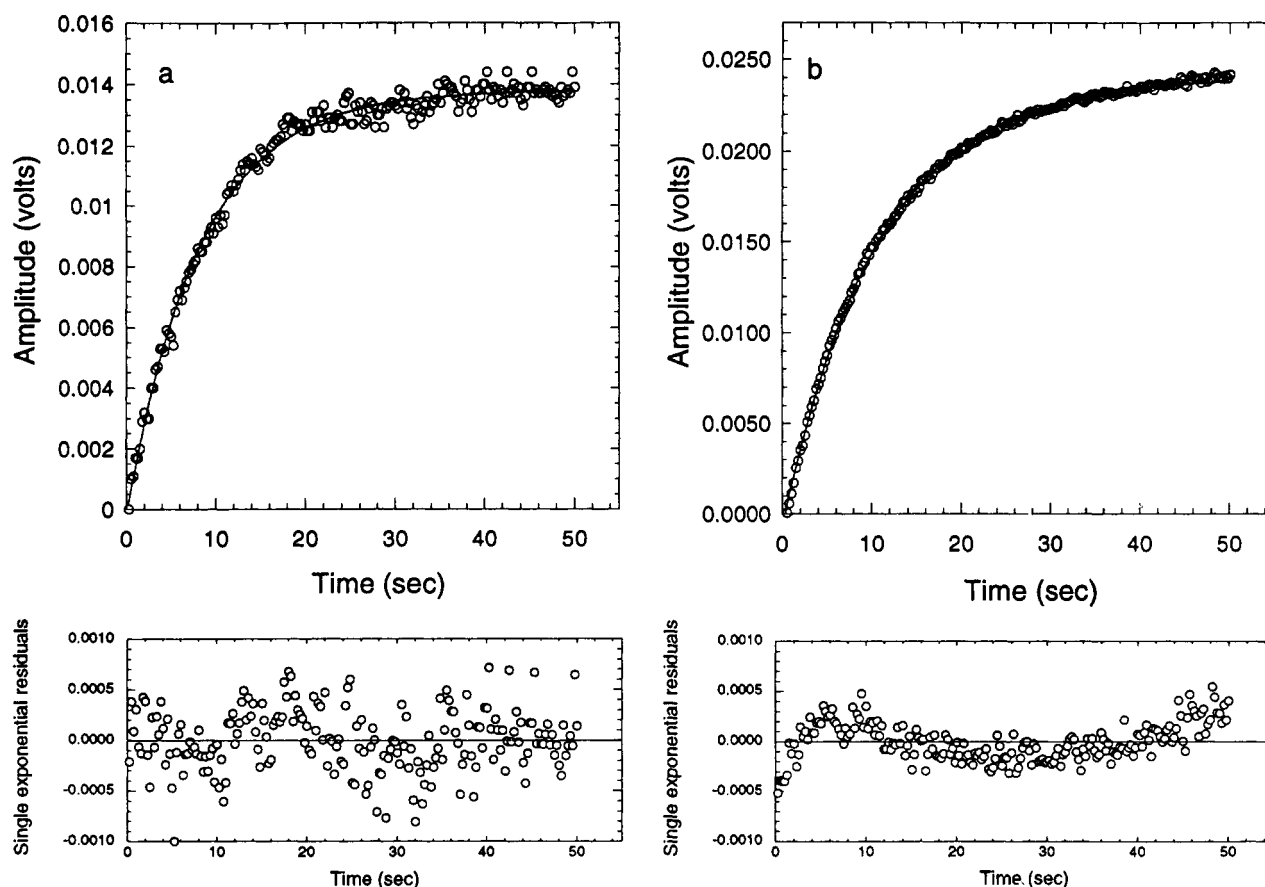 a
0.016
0.014
0.012
0.01
0.008
0.006
0.004
0.002
0
Amplitude (volts)
0 10 20 30 40 50
Time (sec)
b
0.0250
0.0200
0.0150
0.0100
0.0050
0.0000
Amplitude (volts)
0 10 20 30 40 50
Time (sec)
Single exponential residuals
0.0010
0.0005
0.0000
-0.0005
-0.0010
0 10 20 30 40 50
Time (sec)
Single exponential residuals
0.0010
0.0005
0.0000
-0.0005
-0.0010
0 10 20 30 40 50
Time. (sec)